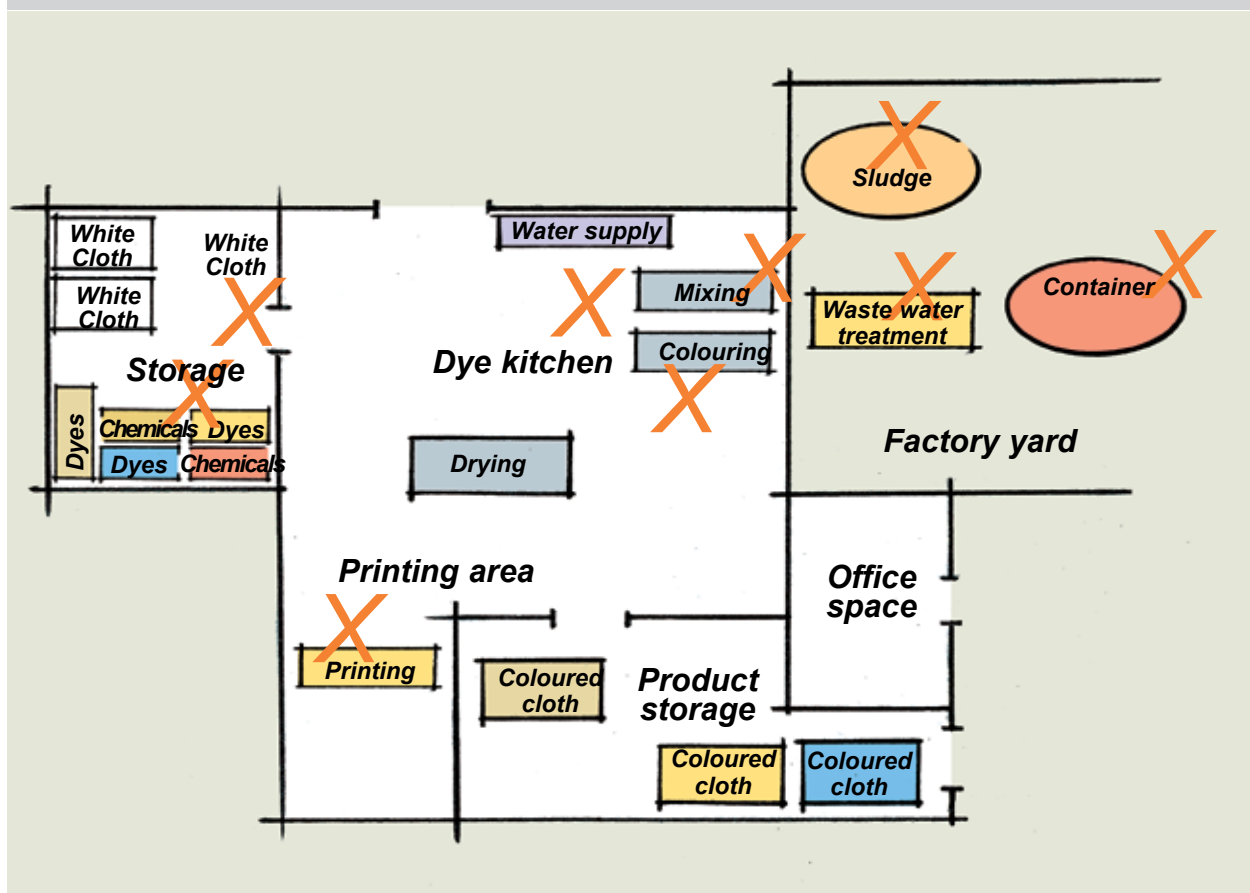 White
Cloth
White
Cloth
White
Cloth
Storage
Dyes
Chemicals
Dyes
Dyes
Chemicals
Water supply
Mixing
Colouring
Dye kitchen
Drying
Sludge
Container
Waste water
treatment
Factory yard
Printing area
Printing
Office
space
Coloured
cloth
Product
storage
Coloured
cloth
Coloured
cloth